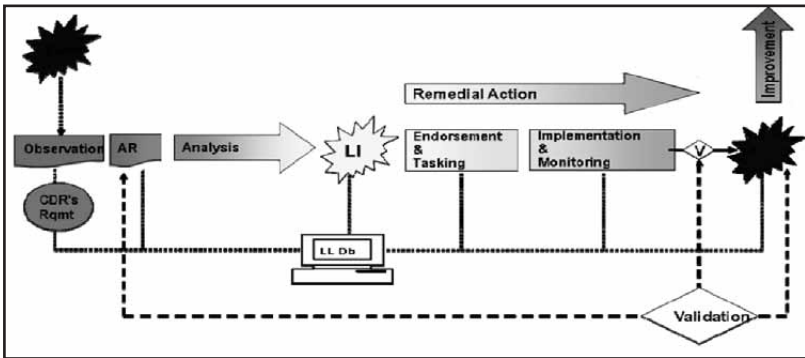 Improvement
Remedial Action
Observation
AR
Analysis
LI
Endorsement
&
Tasking
Implementation
&
Monitoring
V
CDR's
Rqmt
LL Db
Validation